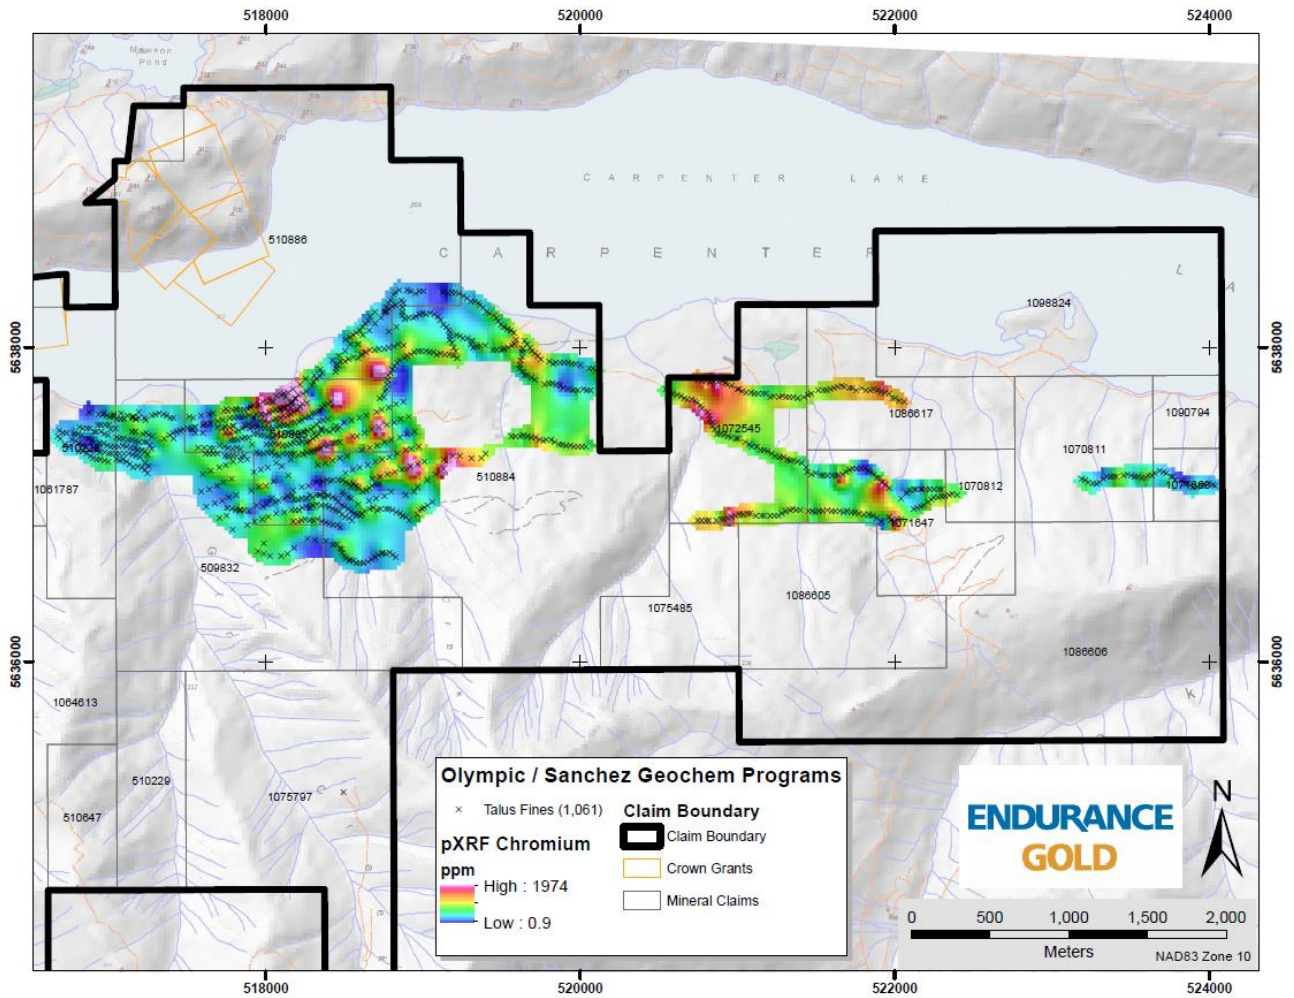 518000
520000
522000
524000
Mowson
Pond
CARPENTER LAKE
510886
C A R P E N T E R
L
A
1098824
5638000
5638000
1086617
1090794
1072545
1070811
510884
1070812
1061787
1071647
509832
1075485
1086605
1086606
k
5636000
5636000
1064613
510229
1075797
510647
Olympic / Sanchez Geochem Programs
Talus Fines (1,061)
pXRF Chromium
ppm
High : 1974
Low : 0.9
Claim Boundary
Claim Boundary
Crown Grants
Mineral Claims
ENDURANCE
GOLD
N
0 500 1,000 1,500 2,000
Meters
NAD83 Zone 10
518000
520000
522000
524000